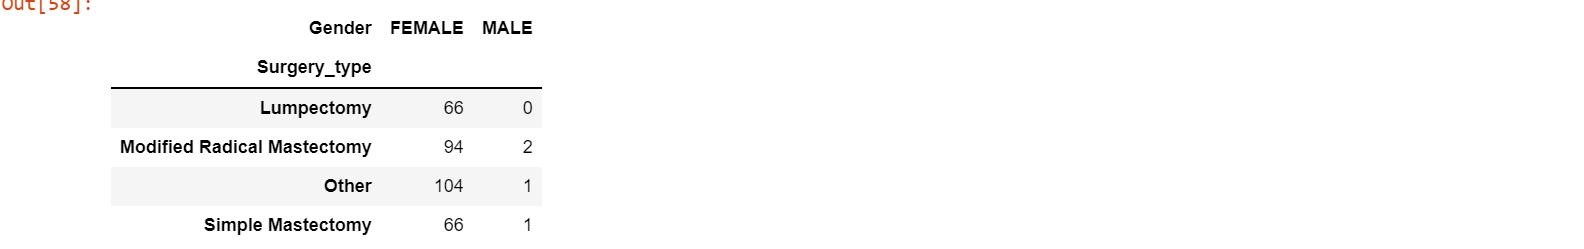 Out[58]:
Gender FEMALE MALE
Surgery_type
Lumpectomy 66 0
Modified Radical Mastectomy 94 2
Other 104 1
Simple Mastectomy 66 1